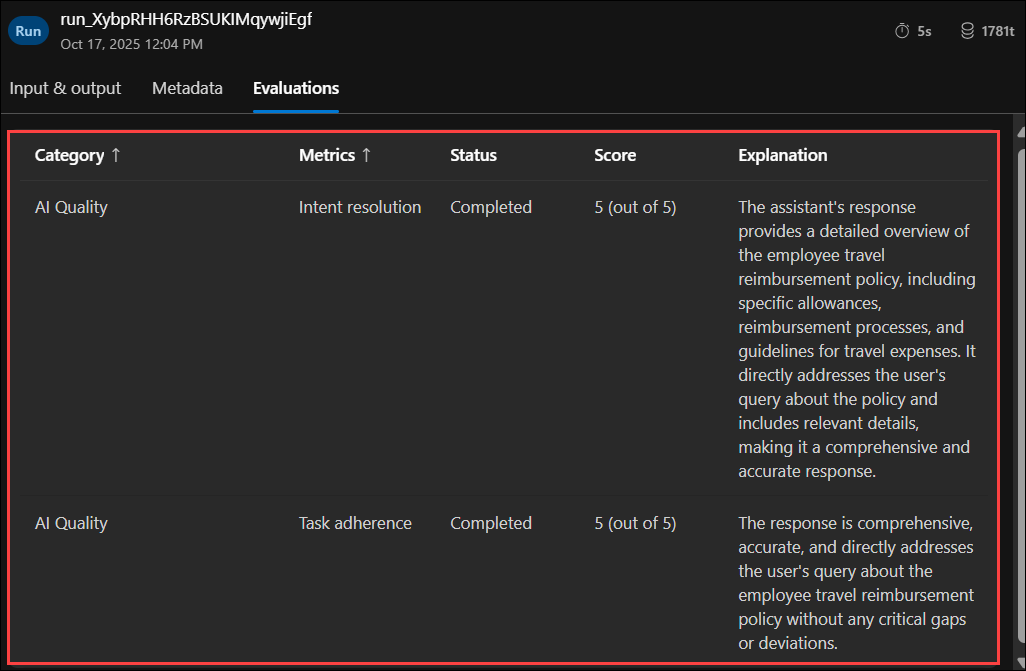 Run
run_XybpRHH6RzBSUKIMqywjiEgf
Oct 17, 2025 12:04 PM
5s
1781t
Input & output
Metadata
Evaluations
Category ↑
Metrics ↑
Status
Score
Explanation
AI Quality
Intent resolution
Completed
5 (out of 5)
The assistant's response
provides a detailed overview of
the employee travel
reimbursement policy, including
specific allowances,
reimbursement processes, and
guidelines for travel expenses. It
directly addresses the user's
query about the policy and
includes relevant details,
making it a comprehensive and
accurate response.
AI Quality
Task adherence
Completed
5 (out of 5)
The response is comprehensive,
accurate, and directly addresses
the user's query about the
employee travel reimbursement
policy without any critical gaps
or deviations.